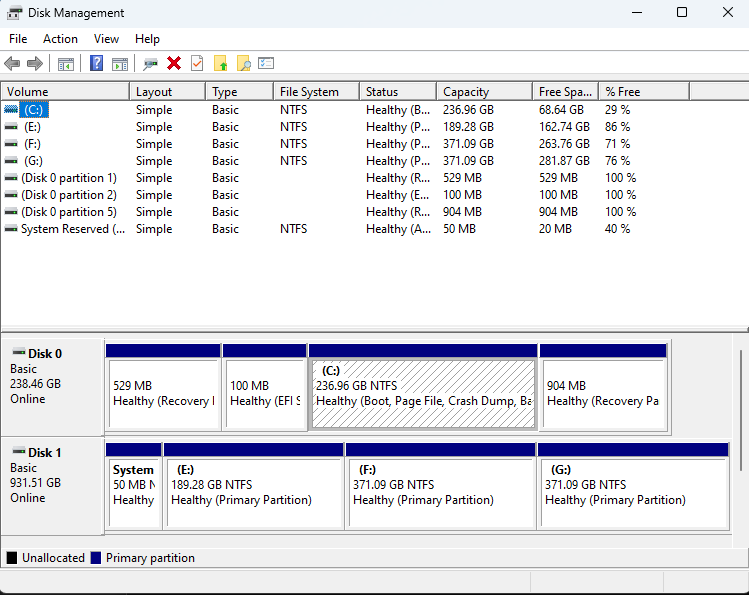 Disk Management
File Action View Help
Volume Layout Type File System Status Capacity Free Spa... % Free
(C:) Simple Basic NTFS Healthy (B... 236.96 GB 68.64 GB 29 %
(E:) Simple Basic NTFS Healthy (P... 189.28 GB 162.74 GB 86 %
(F:) Simple Basic NTFS Healthy (P... 371.09 GB 263.76 GB 71 %
(G:) Simple Basic NTFS Healthy (P... 371.09 GB 281.87 GB 76 %
(Disk 0 partition 1) Simple Basic Healthy (R... 529 MB 529 MB 100 %
(Disk 0 partition 2) Simple Basic Healthy (E... 100 MB 100 MB 100 %
(Disk 0 partition 5) Simple Basic Healthy (R... 904 MB 904 MB 100 %
System Reserved (... Simple Basic NTFS Healthy (A... 50 MB 20 MB 40 %
Disk 0
Basic
238.46 GB
Online
529 MB
Healthy (Recovery
100 MB
Healthy (EFI S
(C:)
236.96 GB NTFS
Healthy (Boot, Page File, Crash Dump, Ba
904 MB
Healthy (Recovery Pa
Disk 1
Basic
931.51 GB
Online
System
50 MB N
Healthy
(E:)
189.28 GB NTFS
Healthy (Primary Partition)
(F:)
371.09 GB NTFS
Healthy (Primary Partition)
(G:)
371.09 GB NTFS
Healthy (Primary Partition)
Unallocated Primary partition